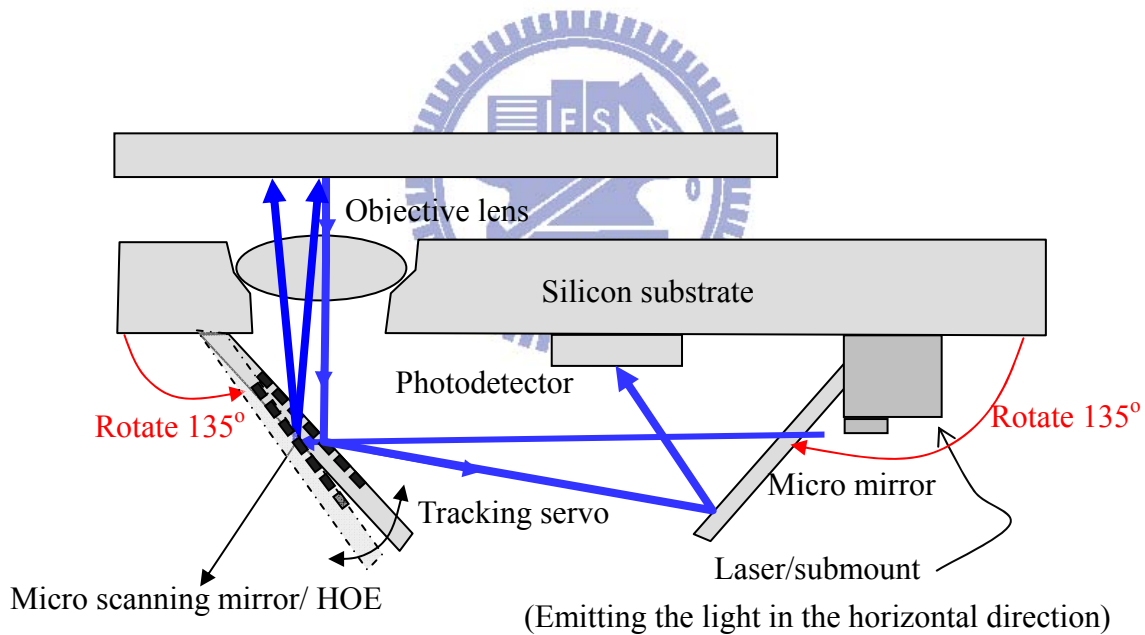 E S A
Objective lens
Silicon substrate
Photodetector
Rotate 135°
Rotate 135°
Micro mirror
Tracking servo
Laser/submount
Micro scanning mirror/ HOE
(Emitting the light in the horizontal direction)